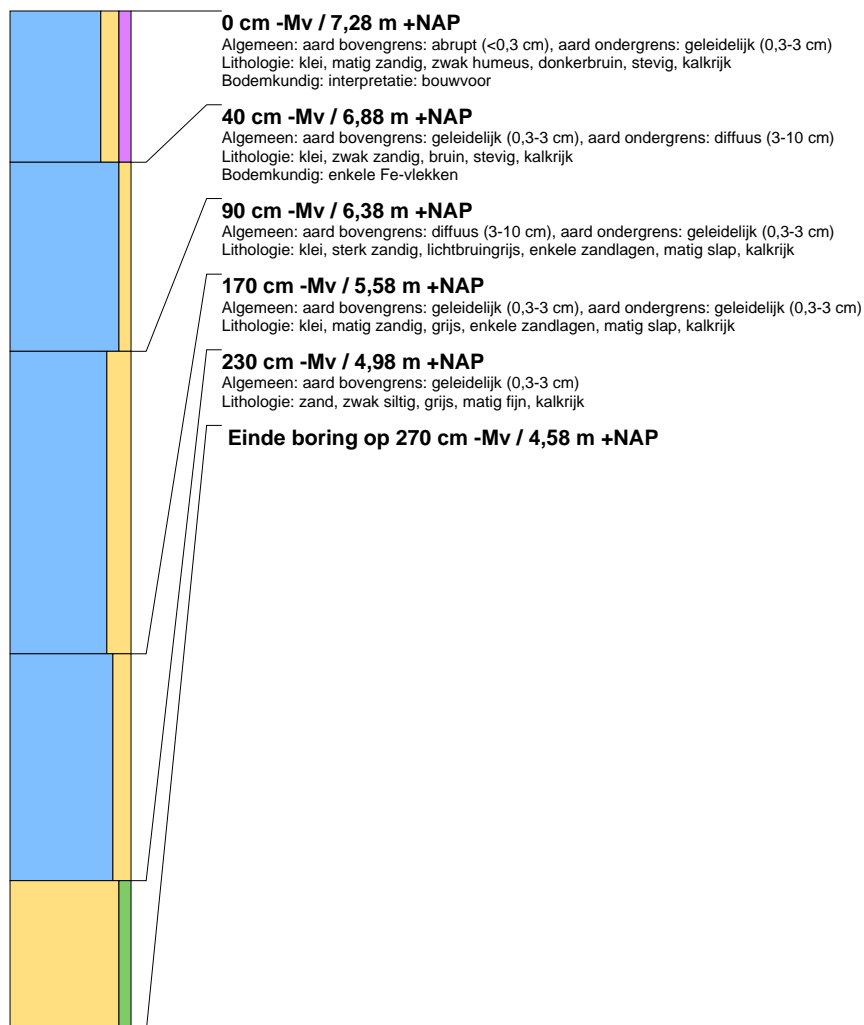 0 cm -Mv / 7,28 m +NAP
Algemeen: aard bovengrens: abrupt (<0,3 cm), aard ondergrens: geleidelijk (0,3-3 cm)
Lithologie: klei, matig zandig, zwak humeus, donkerbruin, stevig, kalkrijk
Bodemkundig: interpretatie: bouwvoor
40 cm -Mv / 6,88 m +NAP
Algemeen: aard bovengrens: geleidelijk (0,3-3 cm), aard ondergrens: diffuus (3-10 cm)
Lithologie: klei, zwak zandig, bruin, stevig, kalkrijk
Bodemkundig: enkele Fe-vlekken
90 cm -Mv / 6,38 m +NAP
Algemeen: aard bovengrens: diffuus (3-10 cm), aard ondergrens: geleidelijk (0,3-3 cm)
Lithologie: klei, sterk zandig, lichtbruingrijs, enkele zandlagen, matig slap, kalkrijk
170 cm -Mv / 5,58 m +NAP
Algemeen: aard bovengrens: geleidelijk (0,3-3 cm), aard ondergrens: geleidelijk (0,3-3 cm)
Lithologie: klei, matig zandig, grijs, enkele zandlagen, matig slap, kalkrijk
230 cm -Mv / 4,98 m +NAP
Algemeen: aard bovengrens: geleidelijk (0,3-3 cm)
Lithologie: zand, zwak siltig, grijs, matig fijn, kalkrijk
Einde boring op 270 cm -Mv / 4,58 m +NAP